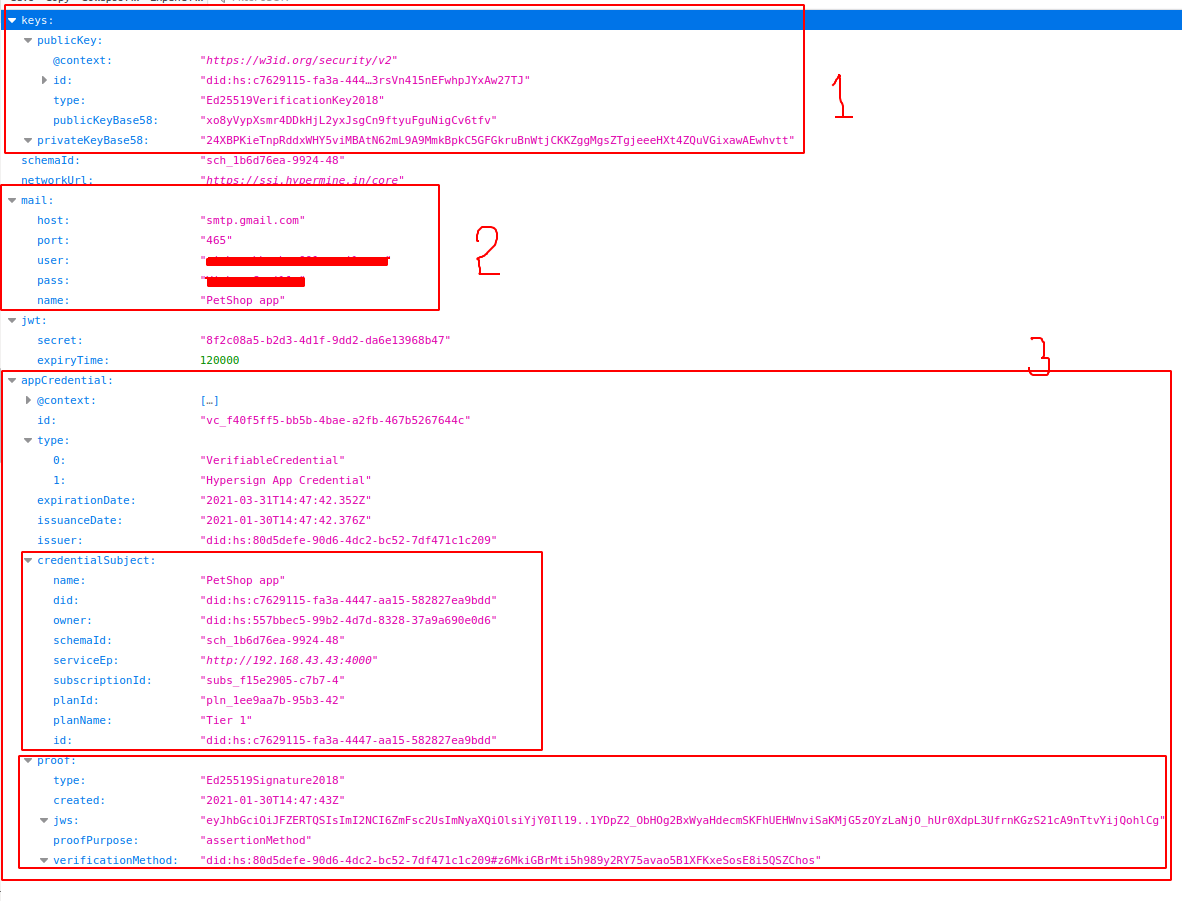 keys:
publicKey:
@context: "https://w3id.org/security/v2"
id: "did:hs:c7629115-fa3a-444…3rsVn415nEFwhpJYxAw27TJ"
type: "Ed25519VerificationKey2018"
publicKeyBase58: "xo8yVypXsmr4DDkHjL2yxJsgCn9ftyuFguNigCv6tfv"
privateKeyBase58: "24XBPKieTnpRddxWHY5viMBAtN62mL9A9MmkBpkC5GFGkruBnWtjCKKZggMgsZTgjeeeHXt4ZQuVGixawAEwhvtt"
1
schemaId: "sch_1b6d76ea-9924-48"
networkUrl: "https://ssi.hypermine.in/core"
mail:
host: "smtp.gmail.com"
port: "465"
2
user:
pass:
name: "PetShop app"
jwt:
secret: "8f2c08a5-b2d3-4d1f-9dd2-da6e13968b47"
expiryTime: 120000
3
appCredential:
@context: […]
id: "vc_f40f5ff5-bb5b-4bae-a2fb-467b5267644c"
type:
0: "VerifiableCredential"
1: "Hypersign App Credential"
expirationDate: "2021-03-31T14:47:42.352Z"
issuanceDate: "2021-01-30T14:47:42.376Z"
issuer: "did:hs:80d5defe-90d6-4dc2-bc52-7df471c1c209"
credentialSubject:
name: "PetShop app"
did: "did:hs:c7629115-fa3a-4447-aa15-582827ea9bdd"
owner: "did:hs:557bbec5-99b2-4d7d-8328-37a9a690e0d6"
schemaId: "sch_1b6d76ea-9924-48"
serviceEp: "http://192.168.43.43:4000"
subscriptionId: "subs_f15e2905-c7b7-4"
planId: "pln_1ee9aa7b-95b3-42"
planName: "Tier 1"
id: "did:hs:c7629115-fa3a-4447-aa15-582827ea9bdd"
proof:
type: "Ed25519Signature2018"
created: "2021-01-30T14:47:43Z"
jws: "eyJhbGciOiJFZERTQSIsImI2NCI6ZmFsc2UsImNyaXQiOlsiYjY0Il19..1YDpZ2_ObHOg2BxWyaHdecmSKFhUEHWnviSaKMjG5zOYzLaNjO_hUr0XdpL3UfrnKGzS21cA9nTtvYijQohlCg"
proofPurpose: "assertionMethod"
verificationMethod: "did:hs:80d5defe-90d6-4dc2-bc52-7df471c1c209#z6MkiGBrMti5h989y2RY75avao5B1XFKxeSosE8i5QSZChos"